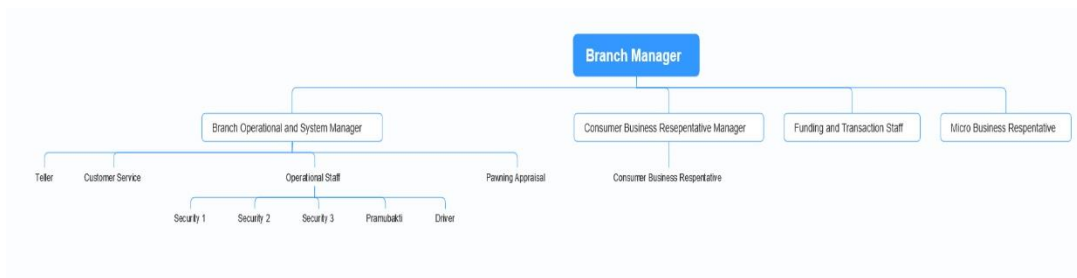 Branch Manager
Branch Operational and System Manager
Consumer Business Resepentative Manager
Funding and Transaction Staff
Micro Business Respentative
Teller
Customer Service
Operational Staff
Pawning Appraisal
Consumer Business Respentative
Security 1
Security 2
Security 3
Pramubakti
Driver